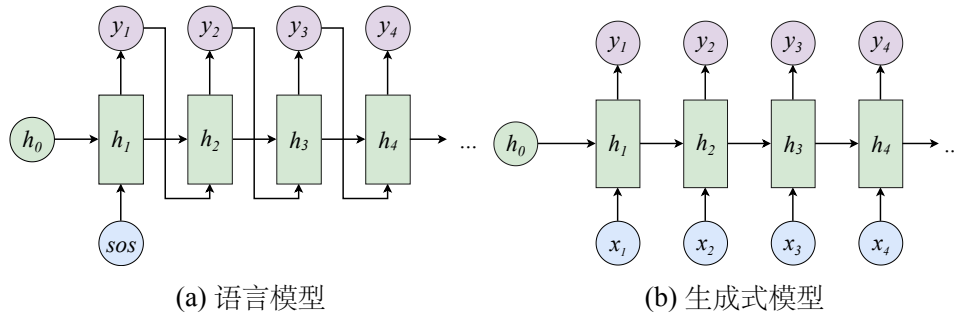 y1 y2 y3 y4
h0 h1 h2 h3 h4 ...
sos
(a) 语言模型
y1 y2 y3 y4
h0 h1 h2 h3 h4 ..
x1 x2 x3 x4
(b) 生成式模型